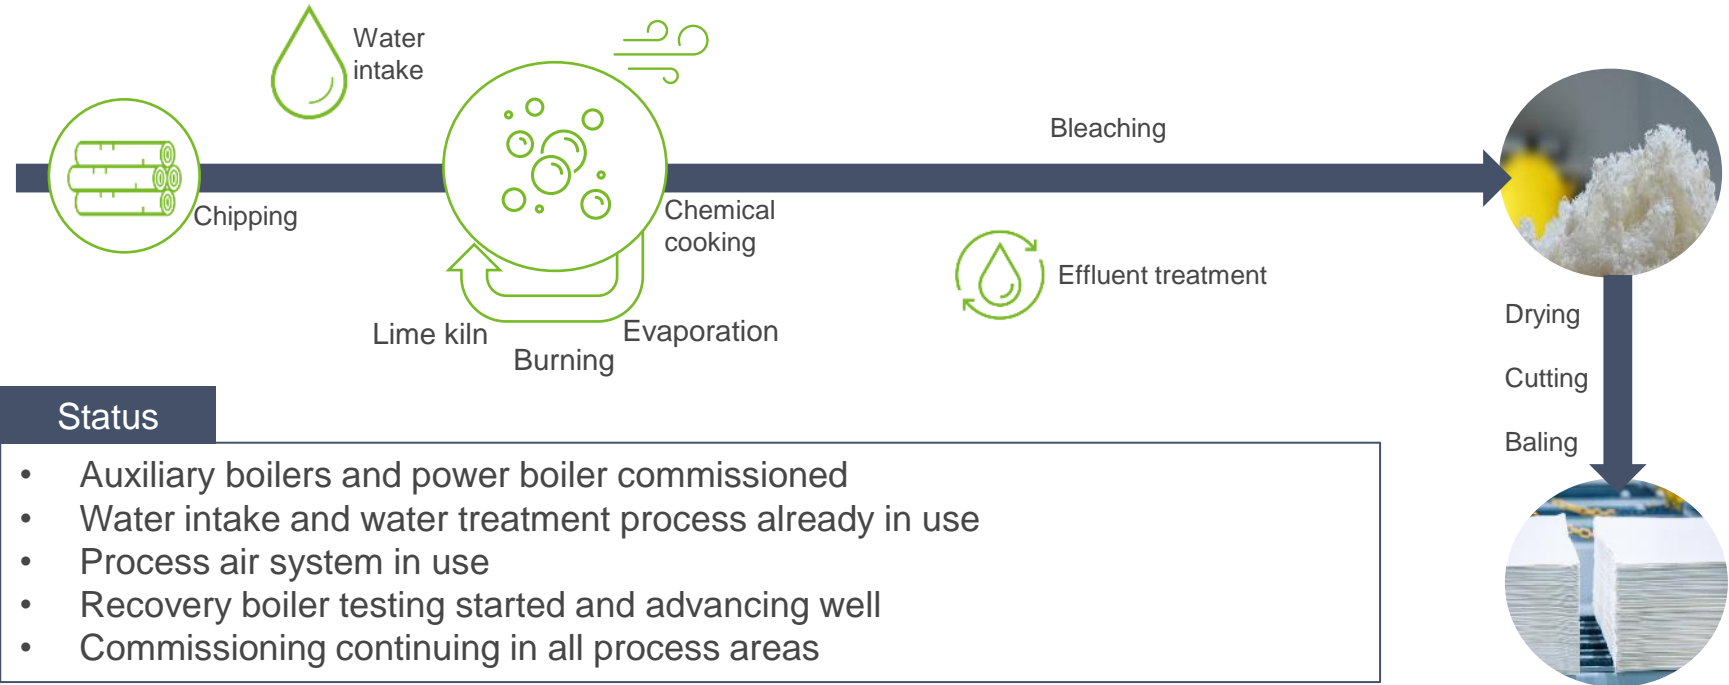 Water
intake
Chipping
Chemical
cooking
Bleaching
Effluent treatment
Lime kiln
Burning
Evaporation
Drying
Cutting
Baling
Status
• Auxiliary boilers and power boiler commissioned
• Water intake and water treatment process already in use
• Process air system in use
• Recovery boiler testing started and advancing well
• Commissioning continuing in all process areas